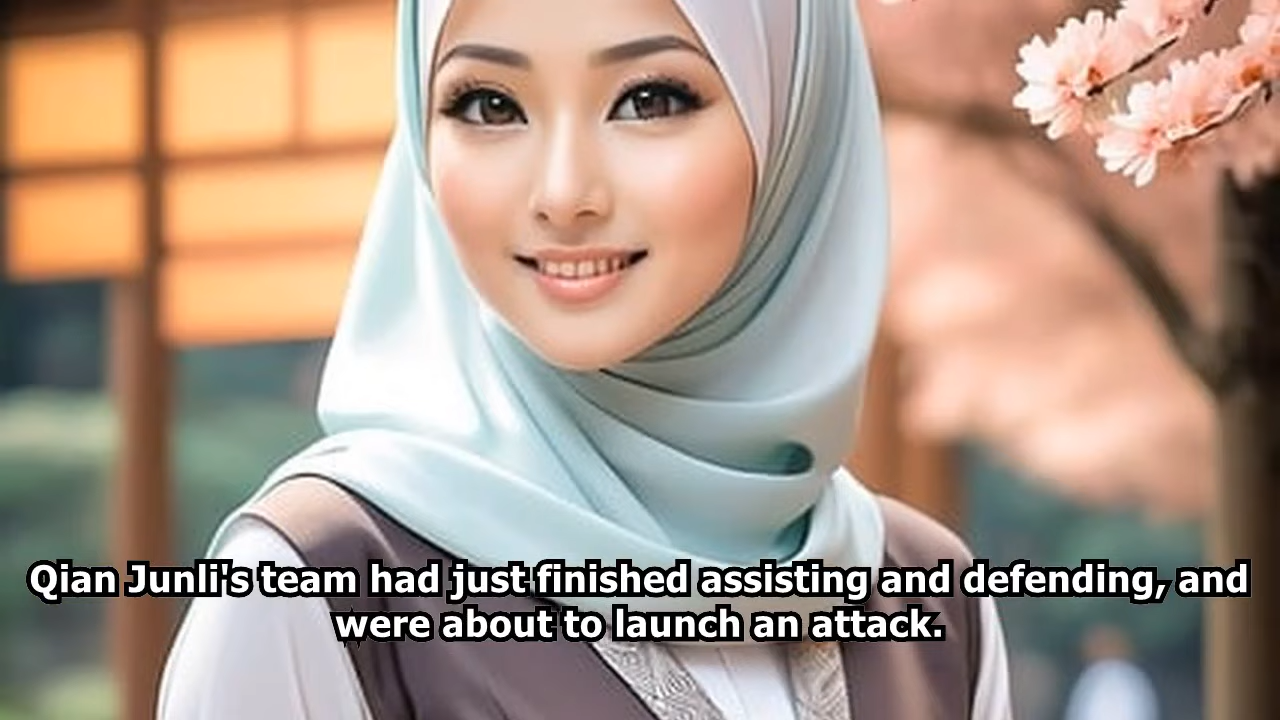 Qian Junli's team had just finished assisting and defending, and
were about to launch an attack.